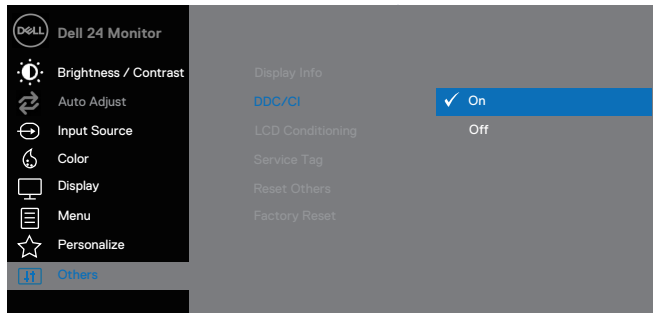 DELL Dell 24 Monitor
Brightness / Contrast Display Info
Auto Adjust DDC/CI On
Input Source LCD Conditioning Off
Color Service Tag
Display Reset Others
Menu Factory Reset
Personalize
Others